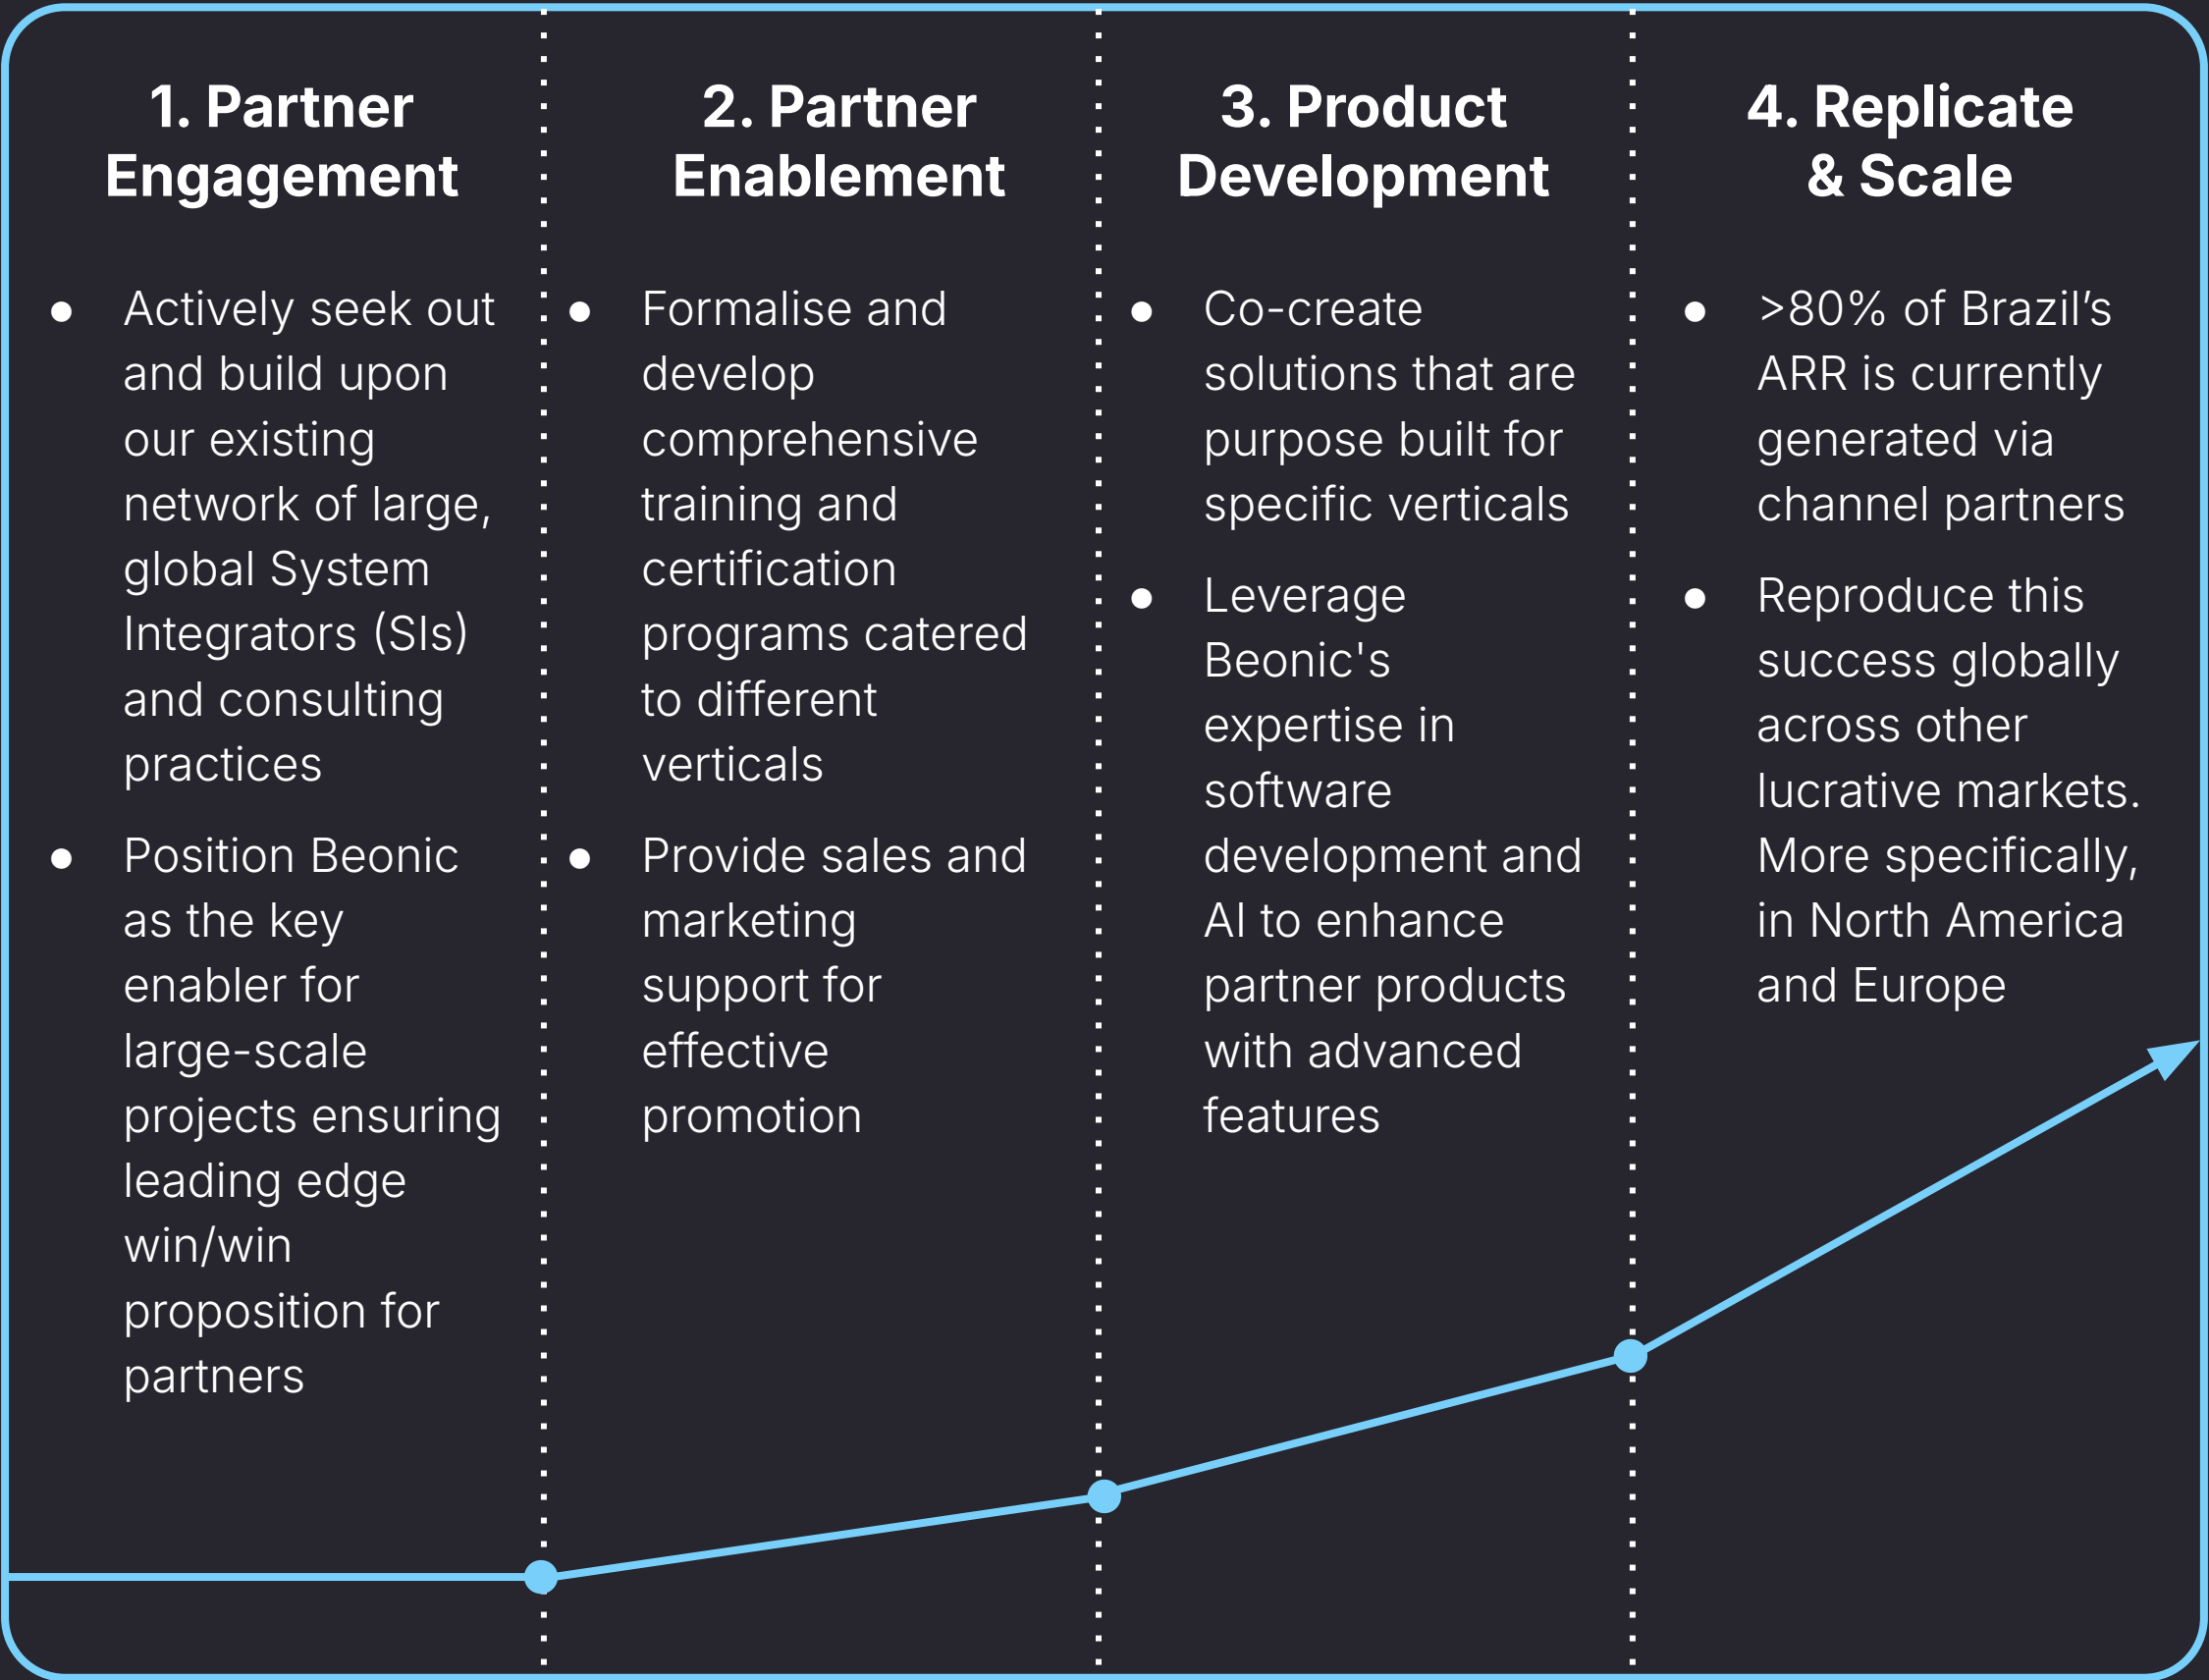 1. Partner
Engagement
● Actively seek out
and build upon
our existing
network of large,
global System
Integrators (SIs)
and consulting
practices
● Position Beonic
as the key
enabler for
large-scale
projects ensuring
leading edge
win/win
proposition for
partners
2. Partner
Enablement
● Formalise and
develop
comprehensive
training and
certification
programs catered
to different
verticals
● Provide sales and
marketing
support for
effective
promotion
3. Product
Development
● Co-create
solutions that are
purpose built for
specific verticals
● Leverage
Beonic's
expertise in
software
development and
AI to enhance
partner products
with advanced
features
4. Replicate
& Scale
● >80% of Brazil’s
ARR is currently
generated via
channel partners
● Reproduce this
success globally
across other
lucrative markets.
More specifically,
in North America
and Europe